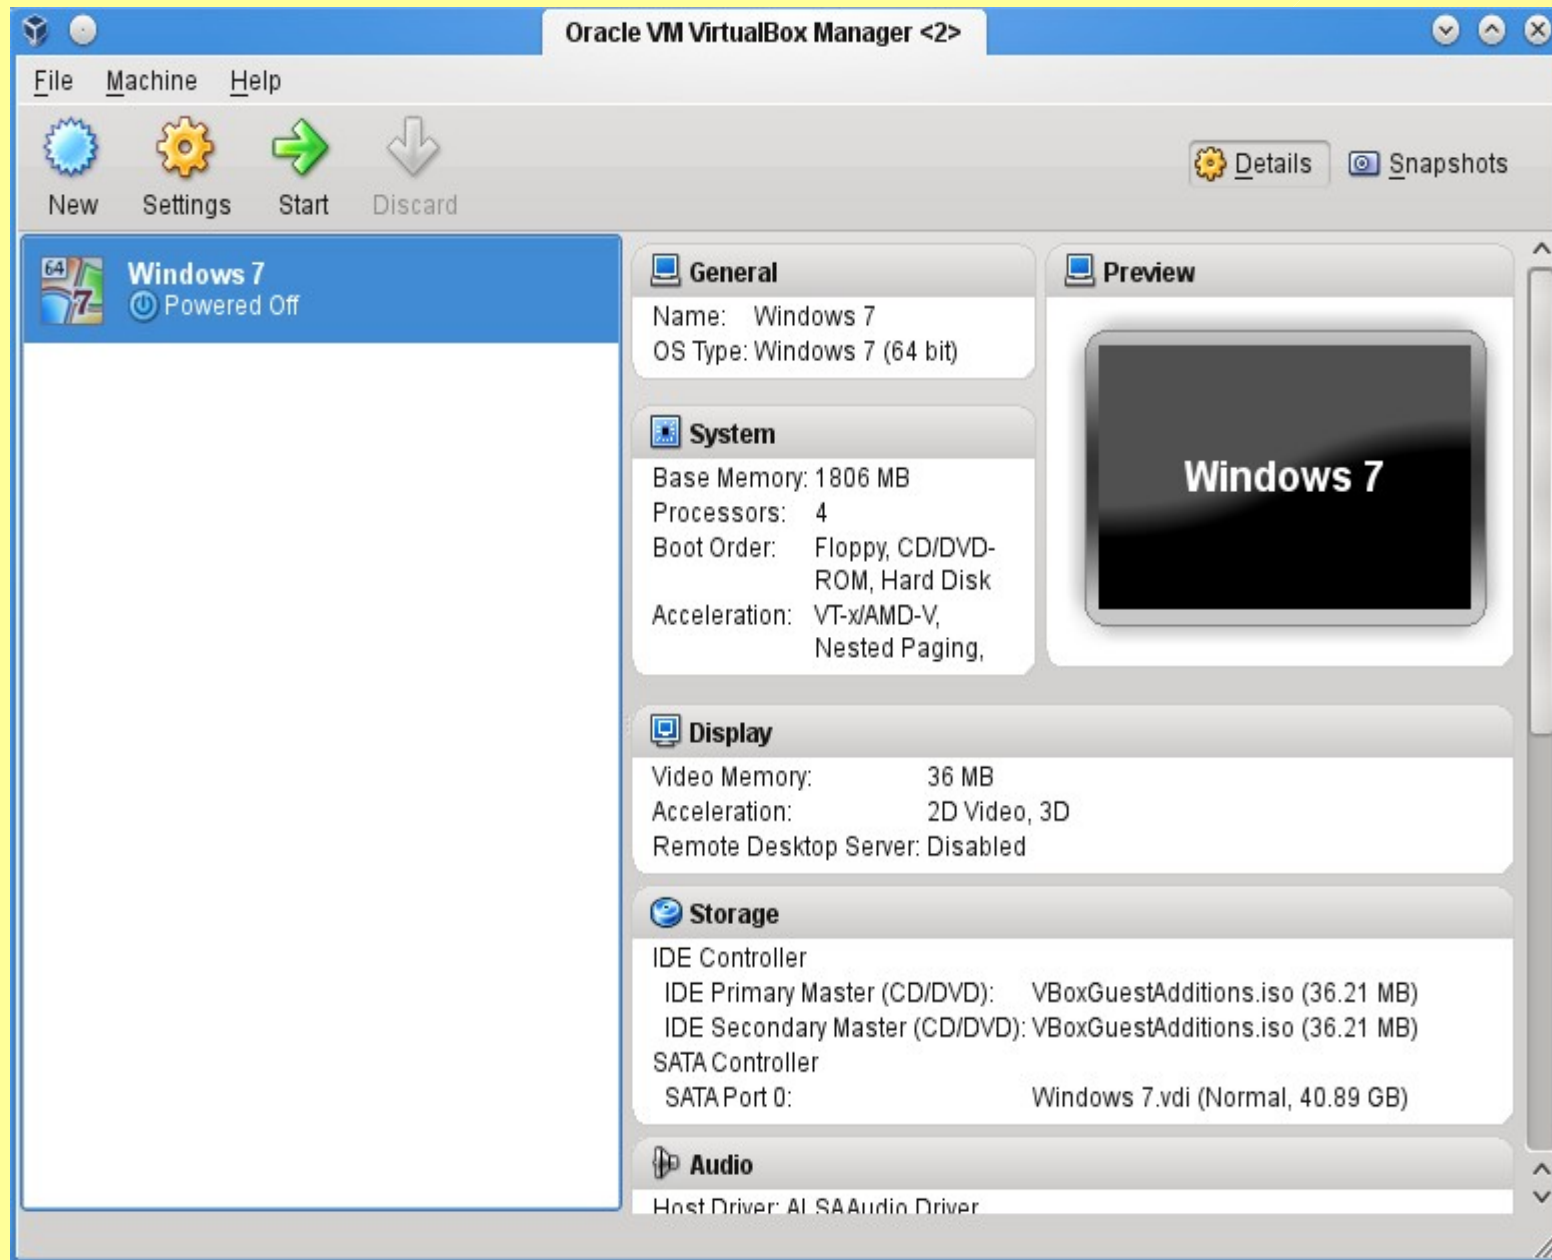 Oracle VM VirtualBox Manager <2>
File Machine Help
New Settings Start Discard
Details Snapshots
64
7
Windows 7
Powered Off
General
Name: Windows 7
OS Type: Windows 7 (64 bit)
Preview
Windows 7
System
Base Memory: 1806 MB
Processors: 4
Boot Order: Floppy, CD/DVD-
ROM, Hard Disk
Acceleration: VT-x/AMD-V,
Nested Paging,
Display
Video Memory: 36 MB
Acceleration: 2D Video, 3D
Remote Desktop Server: Disabled
Storage
IDE Controller
IDE Primary Master (CD/DVD): VBoxGuestAdditions.iso (36.21 MB)
IDE Secondary Master (CD/DVD): VBoxGuestAdditions.iso (36.21 MB)
SATA Controller
SATA Port 0: Windows 7.vdi (Normal, 40.89 GB)
Audio
Host Driver: ALSA Audio Driver